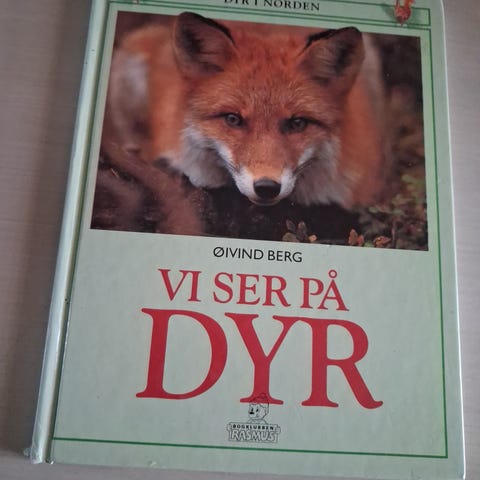 DYR I NORDEN
ØIVIND BERG
VI SER PÅ
DYR
BOGKLUBBEN
RASMUS